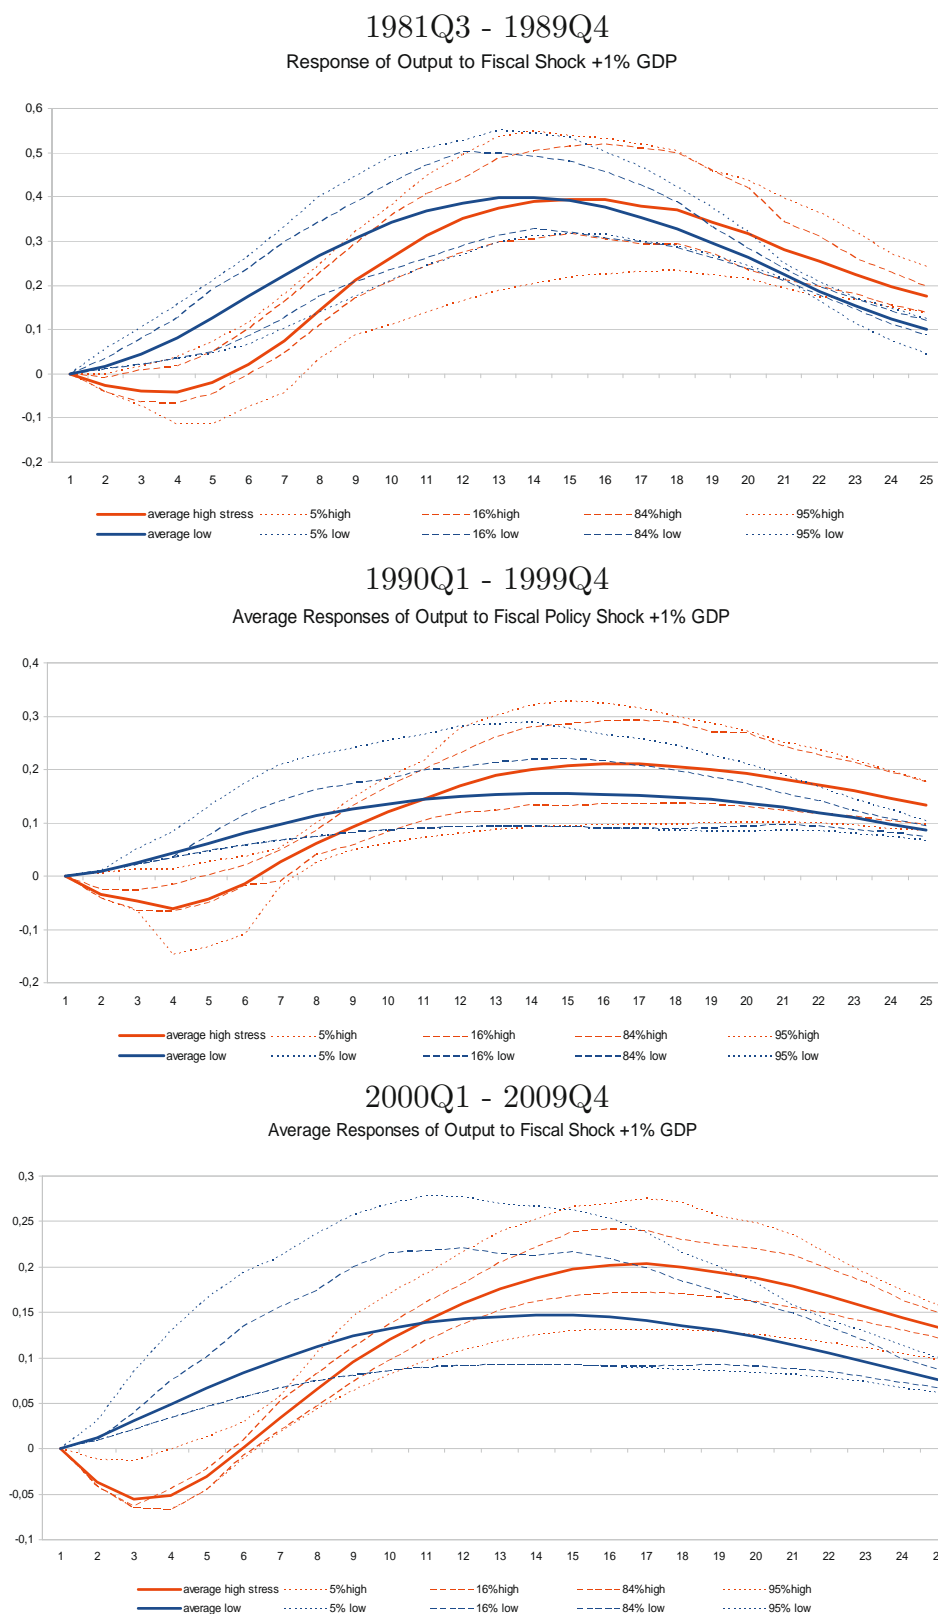 1981Q3 - 1989Q4
Response of Output to Fiscal Shock +1% GDP
0,6
0,5
0,4
0,3
0,2
0,1
0
-0,1
-0,2
1 2 3 4 5 6 7 8 9 10 11 12 13 14 15 16 17 18 19 20 21 22 23 24 25
average high stress 5%high 16%high 84%high 95%high
average low 5% low 16% low 84% low 95% low
1990Q1 - 1999Q4
Average Responses of Output to Fiscal Policy Shock +1% GDP
0,4
0,3
0,2
0,1
0
-0,1
-0,2
1 2 3 4 5 6 7 8 9 10 11 12 13 14 15 16 17 18 19 20 21 22 23 24 25
average high stress 5%high 16%high 84%high 95%high
average low 5% low 16% low 84% low 95% low
2000Q1 - 2009Q4
Average Responses of Output to Fiscal Shock +1% GDP
0,3
0,25
0,2
0,15
0,1
0,05
0
-0,05
-0,1
1 2 3 4 5 6 7 8 9 10 11 12 13 14 15 16 17 18 19 20 21 22 23 24
average high stress 5%high 16%high 84%high 95%high
average low 5% low 16% low 84% low 95% low